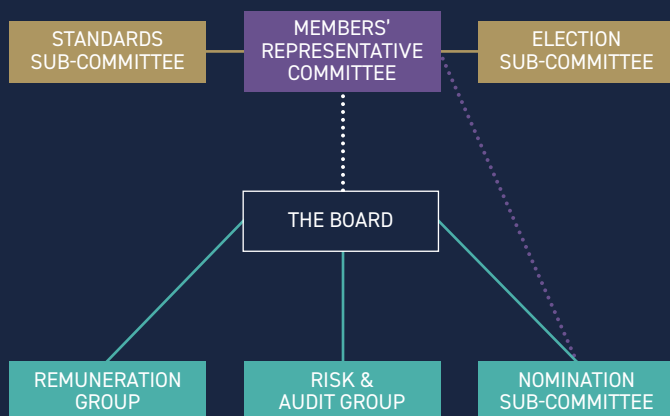 STANDARDS
SUB-COMMITTEE
MEMBERS’
REPRESENTATIVE
COMMITTEE
ELECTION
SUB-COMMITTEE
THE BOARD
REMUNERATION
GROUP
RISK &
AUDIT GROUP
NOMINATION
SUB-COMMITTEE